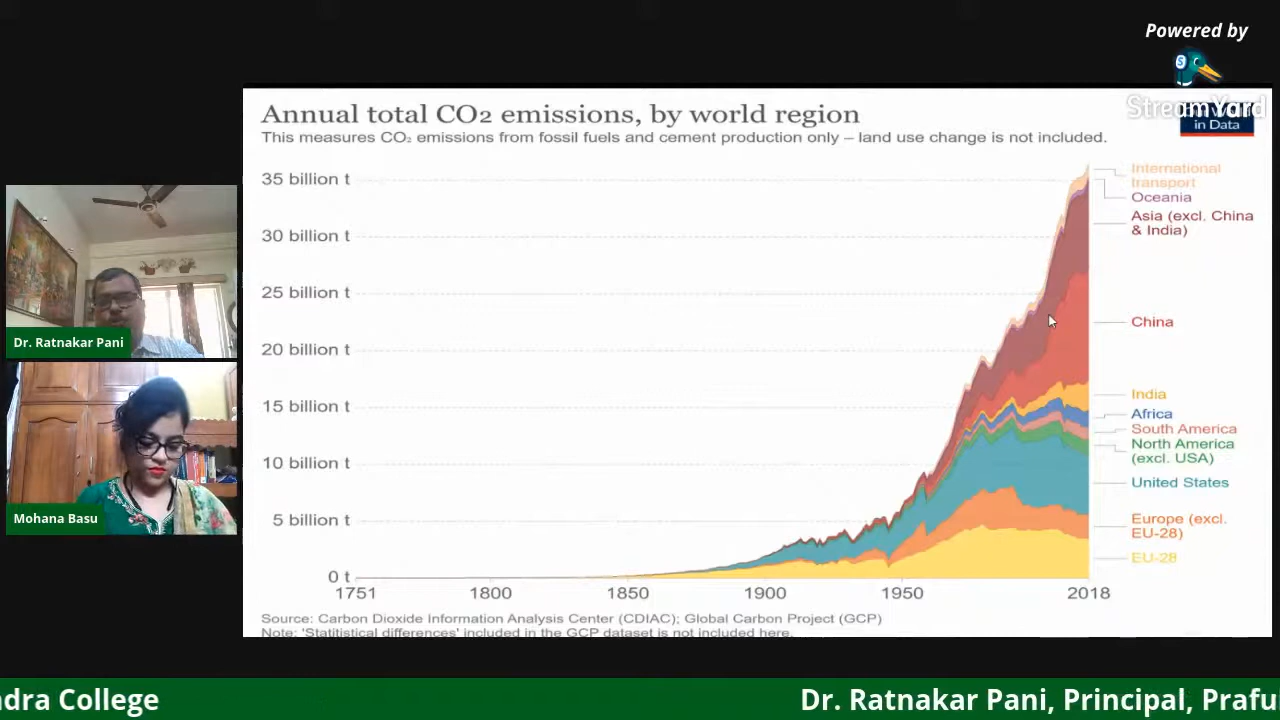 Powered by
StreamYard
in Data
Annual total CO₂ emissions, by world region
This measures CO₂ emissions from fossil fuels and cement production only – land use change is not included.
35 billion t
30 billion t
25 billion t
20 billion t
15 billion t
10 billion t
5 billion t
0 t
1751
1800
1850
1900
1950
2018
International
transport
Oceania
Asia (excl. China
& India)
China
India
Africa
South America
North America
(excl. USA)
United States
Europe (excl.
EU-28)
EU-28
Source: Carbon Dioxide Information Analysis Center (CDIAC); Global Carbon Project (GCP)
Note: 'Statitistical differences' included in the GCP dataset is not included here.
Dr. Ratnakar Pani
Mohana Basu
ndra College
Dr. Ratnakar Pani, Principal, Prafu